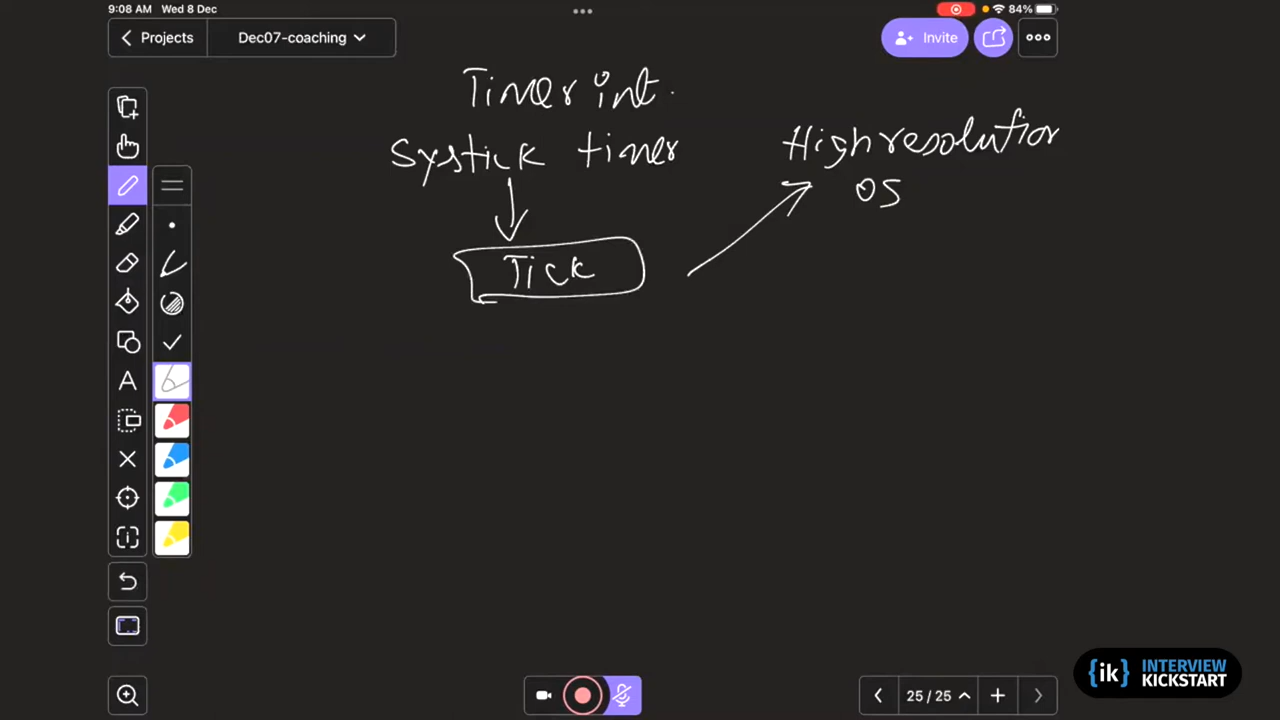 9:08 AM Wed 8 Dec
84%
Projects
Dec07-coaching
Invite
Timer int.
Systick timer
High resolution
OS
Tick
A
25/25
{ik} INTERVIEW
KICKSTART